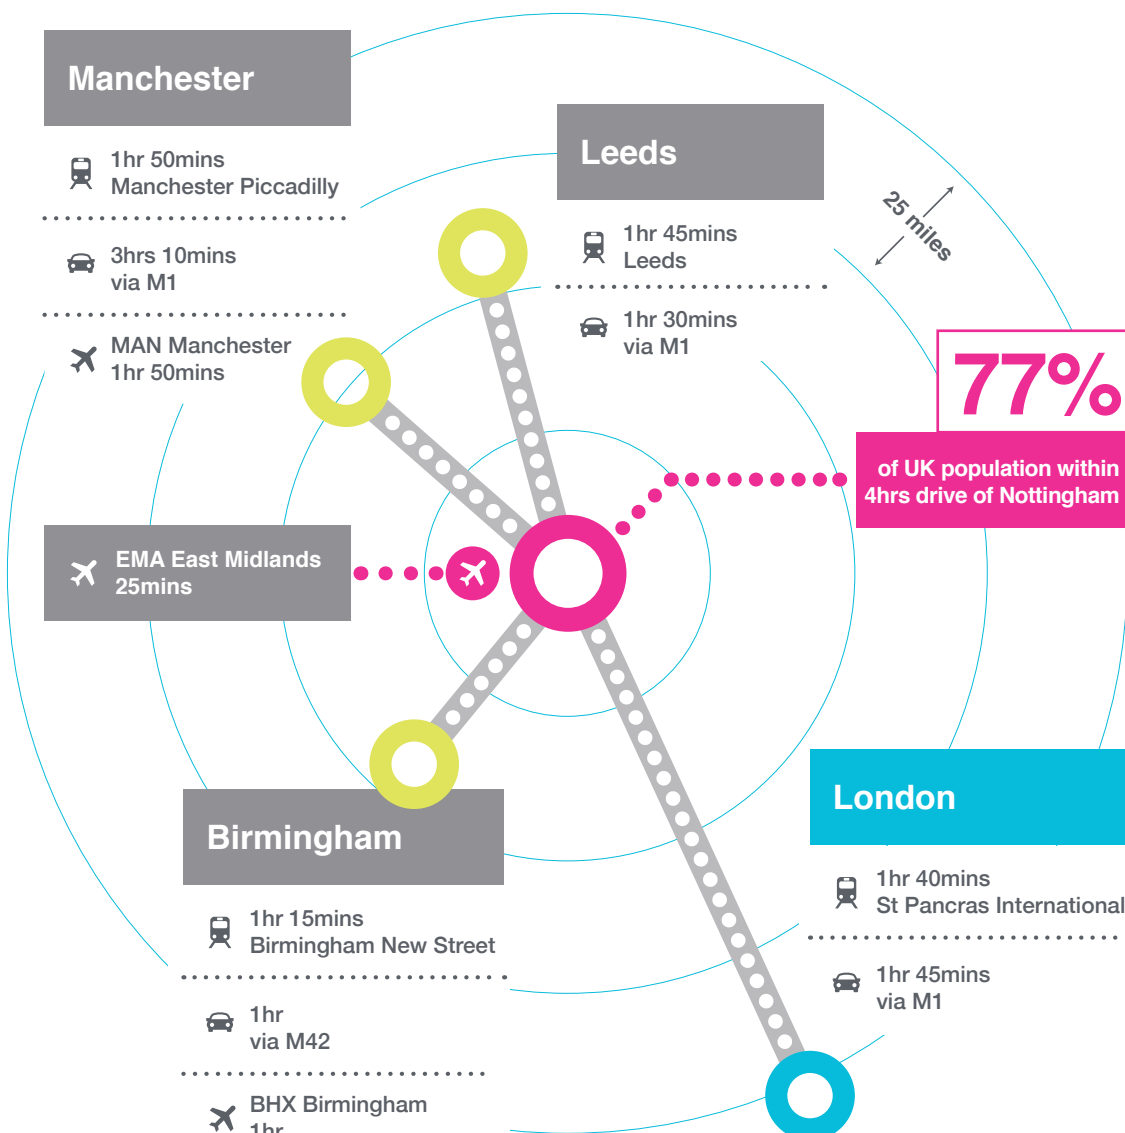 Manchester
1hr 50mins
Manchester Piccadilly
3hrs 10mins
via M1
MAN Manchester
1hr 50mins
Leeds
1hr 45mins
Leeds
1hr 30mins
via M1
25 miles
77%
of UK population within
4hrs drive of Nottingham
EMA East Midlands
25mins
Birmingham
1hr 15mins
Birmingham New Street
1hr
via M42
BHX Birmingham
1hr
London
1hr 40mins
St Pancras International
1hr 45mins
via M1